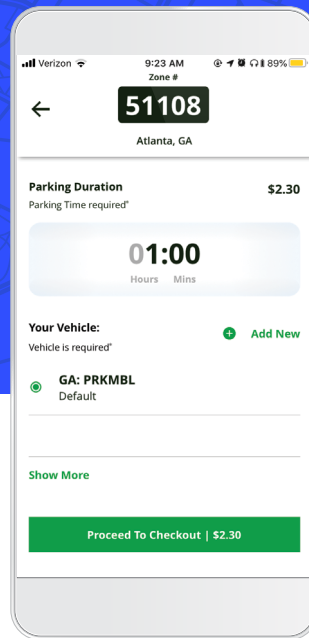 Verizon 9:23 AM 89%
Zone #
51108
Atlanta, GA
Parking Duration $2.30
Parking Time required*
01:00
Hours Mins
Your Vehicle:
Add New
Vehicle is required*
GA: PRKMBL
Default
Show More
Proceed To Checkout | $2.30